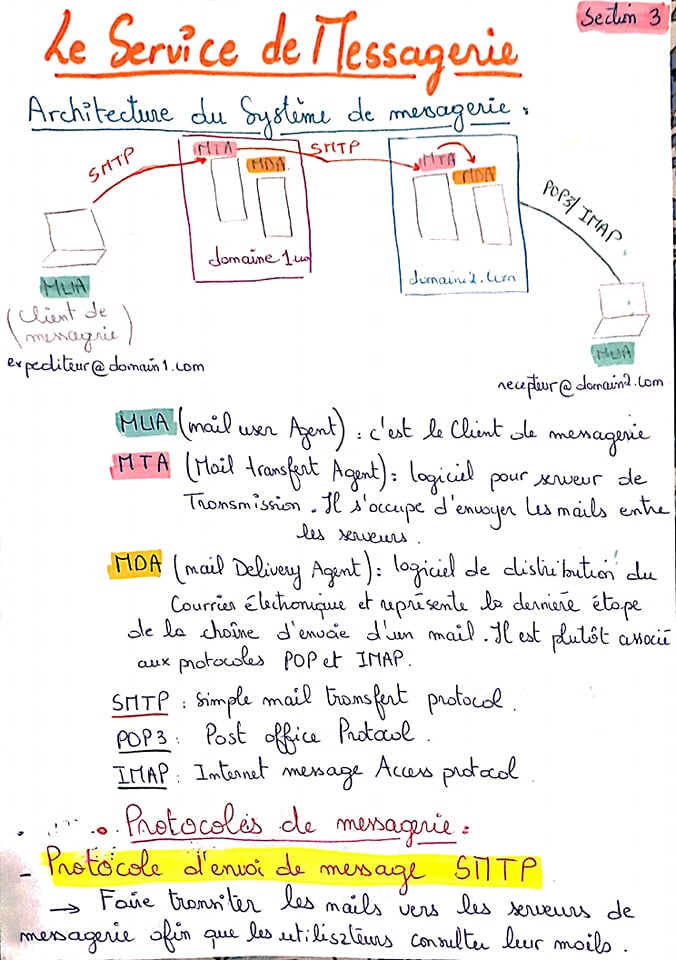 Section 3
Le Service de Messagerie
Architecture du Système de messagerie :
SMTP
MTA
MDA
SMTP
MTA
MDA
POP3/IMAP
domaine1.com
domaine2.com
MUA
(client de
messagerie)
expediteur@domain1.com
MUA
recepteur@domain2.com
MUA (mail user Agent) : c'est le client de messagerie
MTA (Mail transfert Agent) : logiciel pour serveur de
Transmission. Il s'occupe d'envoyer les mails entre
les serveurs.
MDA (mail Delivery Agent) : logiciel de distribution du
Courrier électronique et représente la dernière étape
de la chaîne d'envoie d'un mail. Il est plutôt associé
aux protocoles POP et IMAP.
SMTP : simple mail transfert protocol.
POP3 : Post office Protocol.
IMAP : Internet message Access protocol
Protocoles de messagerie :
- Protocole d'envoi de message SMTP
→ Faire transiter les mails vers les serveurs de
messagerie afin que les utilisateurs consulter leur mails.